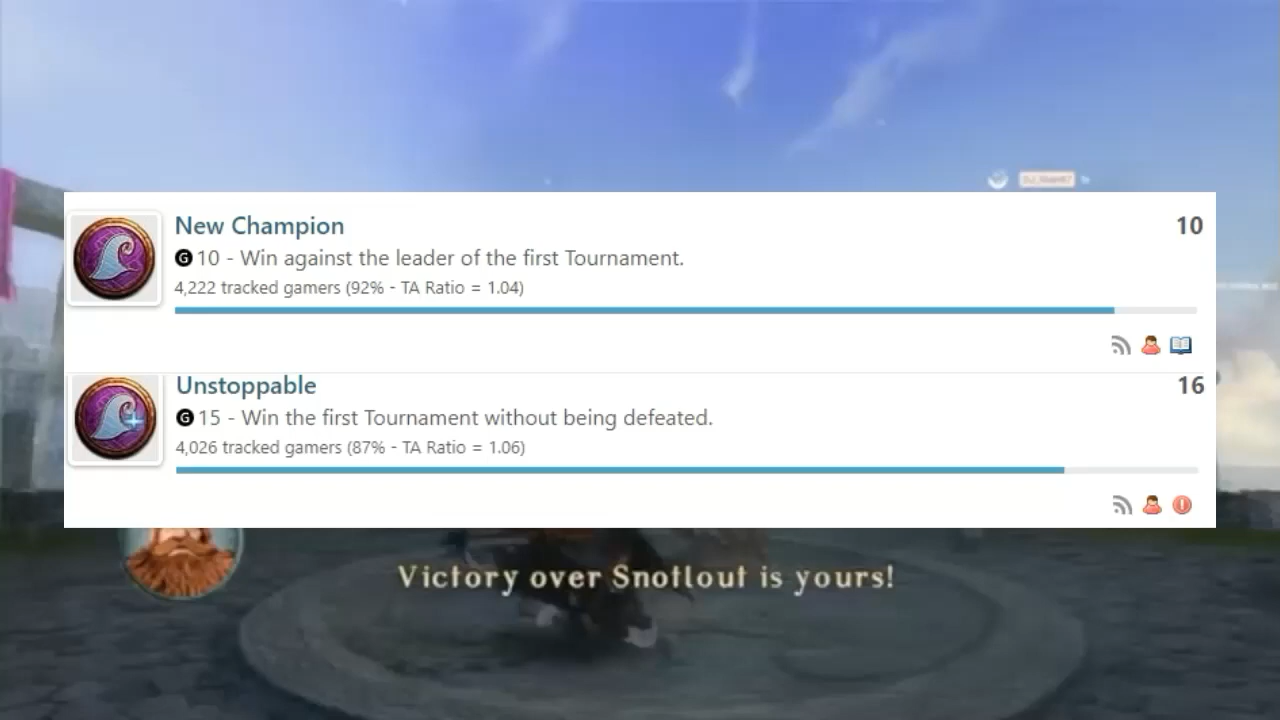 New Champion
10
G 10 - Win against the leader of the first Tournament.
4,222 tracked gamers (92% - TA Ratio = 1.04)
Unstoppable
16
G 15 - Win the first Tournament without being defeated.
4,026 tracked gamers (87% - TA Ratio = 1.06)
Victory over Snotlout is yours!